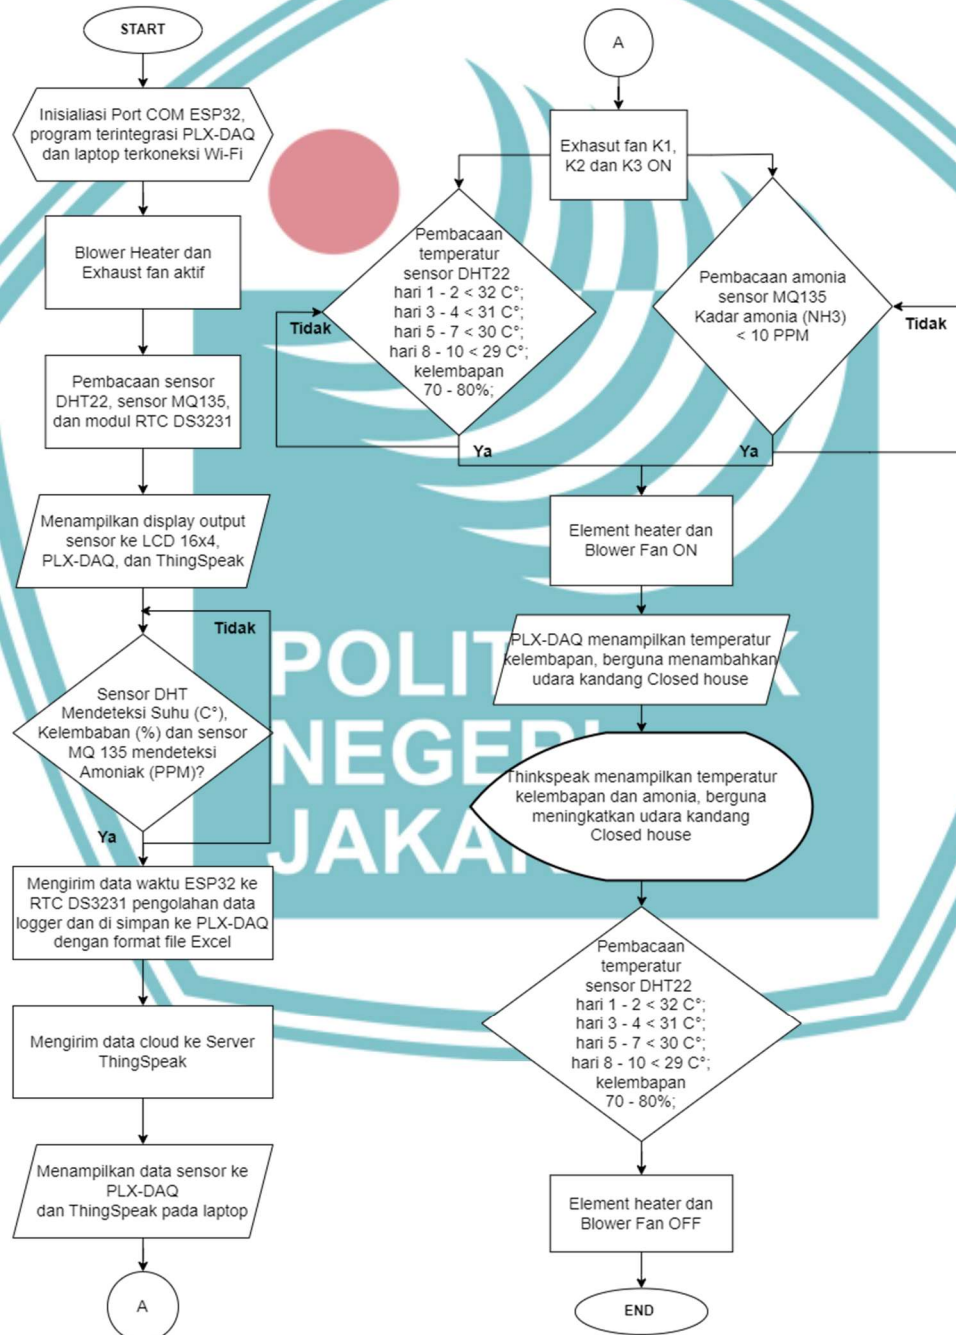 START
Inisialiasi Port COM ESP32,
program terintegrasi PLX-DAQ
dan laptop terkoneksi Wi-Fi
Blower Heater dan
Exhaust fan aktif
Pembacaan sensor
DHT22, sensor MQ135,
dan modul RTC DS3231
Menampilkan display output
sensor ke LCD 16x4,
PLX-DAQ, dan ThingSpeak
Tidak
Sensor DHT
Mendeteksi Suhu (C°),
Kelembaban (%) dan sensor
MQ 135 mendeteksi
Amoniak (PPM)?
Ya
Mengirim data waktu ESP32 ke
RTC DS3231 pengolahan data
logger dan di simpan ke PLX-DAQ
dengan format file Excel
Mengirim data cloud ke Server
ThingSpeak
Menampilkan data sensor ke
PLX-DAQ
dan ThingSpeak pada laptop
A
A
Exhasut fan K1,
K2 dan K3 ON
Pembacaan
temperatur
sensor DHT22
hari 1 - 2 < 32 C°;
hari 3 - 4 < 31 C°;
hari 5 - 7 < 30 C°;
hari 8 - 10 < 29 C°;
kelembapan
70 - 80%;
Tidak
Ya
Pembacaan amonia
sensor MQ135
Kadar amonia (NH3)
< 10 PPM
Tidak
Ya
Element heater dan
Blower Fan ON
PLX-DAQ menampilkan temperatur
kelembapan, berguna menambahkan
udara kandang Closed house
Thinkspeak menampilkan temperatur
kelembapan dan amonia, berguna
meningkatkan udara kandang
Closed house
Pembacaan
temperatur
sensor DHT22
hari 1 - 2 < 32 C°;
hari 3 - 4 < 31 C°;
hari 5 - 7 < 30 C°;
hari 8 - 10 < 29 C°;
kelembapan
70 - 80%;
Element heater dan
Blower Fan OFF
END
NEGERI